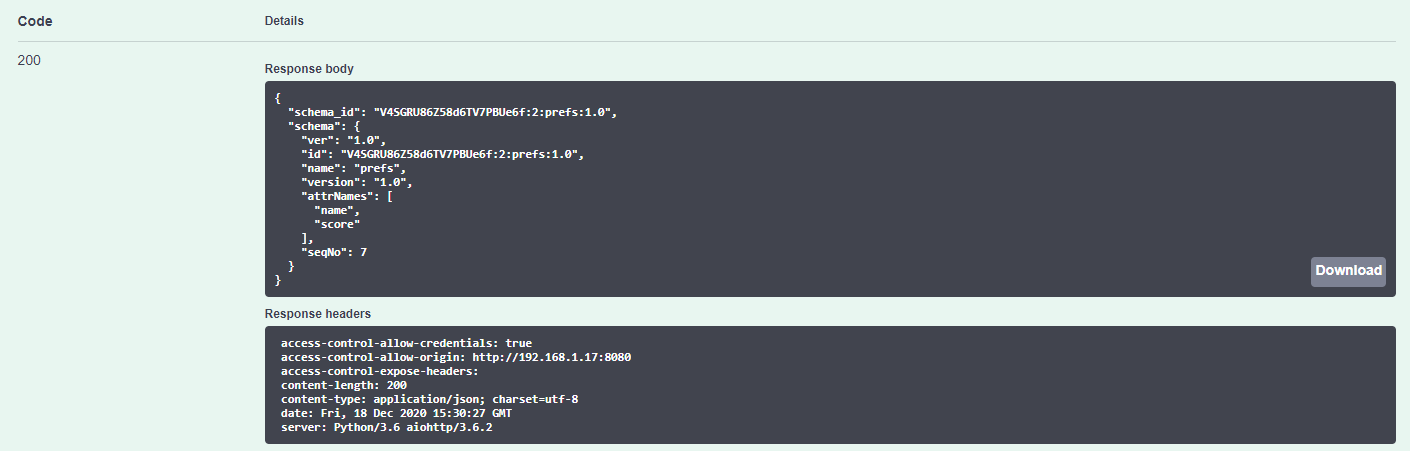 Code Details
200
Response body
{
  "schema_id": "V4SGRU86Z58d6TV7PBUe6f:2:prefs:1.0",
  "schema": {
    "ver": "1.0",
    "id": "V4SGRU86Z58d6TV7PBUe6f:2:prefs:1.0",
    "name": "prefs",
    "version": "1.0",
    "attrNames": [
      "name",
      "score"
    ],
    "seqNo": 7
  }
}
Download
Response headers
access-control-allow-credentials: true
access-control-allow-origin: http://192.168.1.17:8080
access-control-expose-headers:
content-length: 200
content-type: application/json; charset=utf-8
date: Fri, 18 Dec 2020 15:30:27 GMT
server: Python/3.6 aiohttp/3.6.2